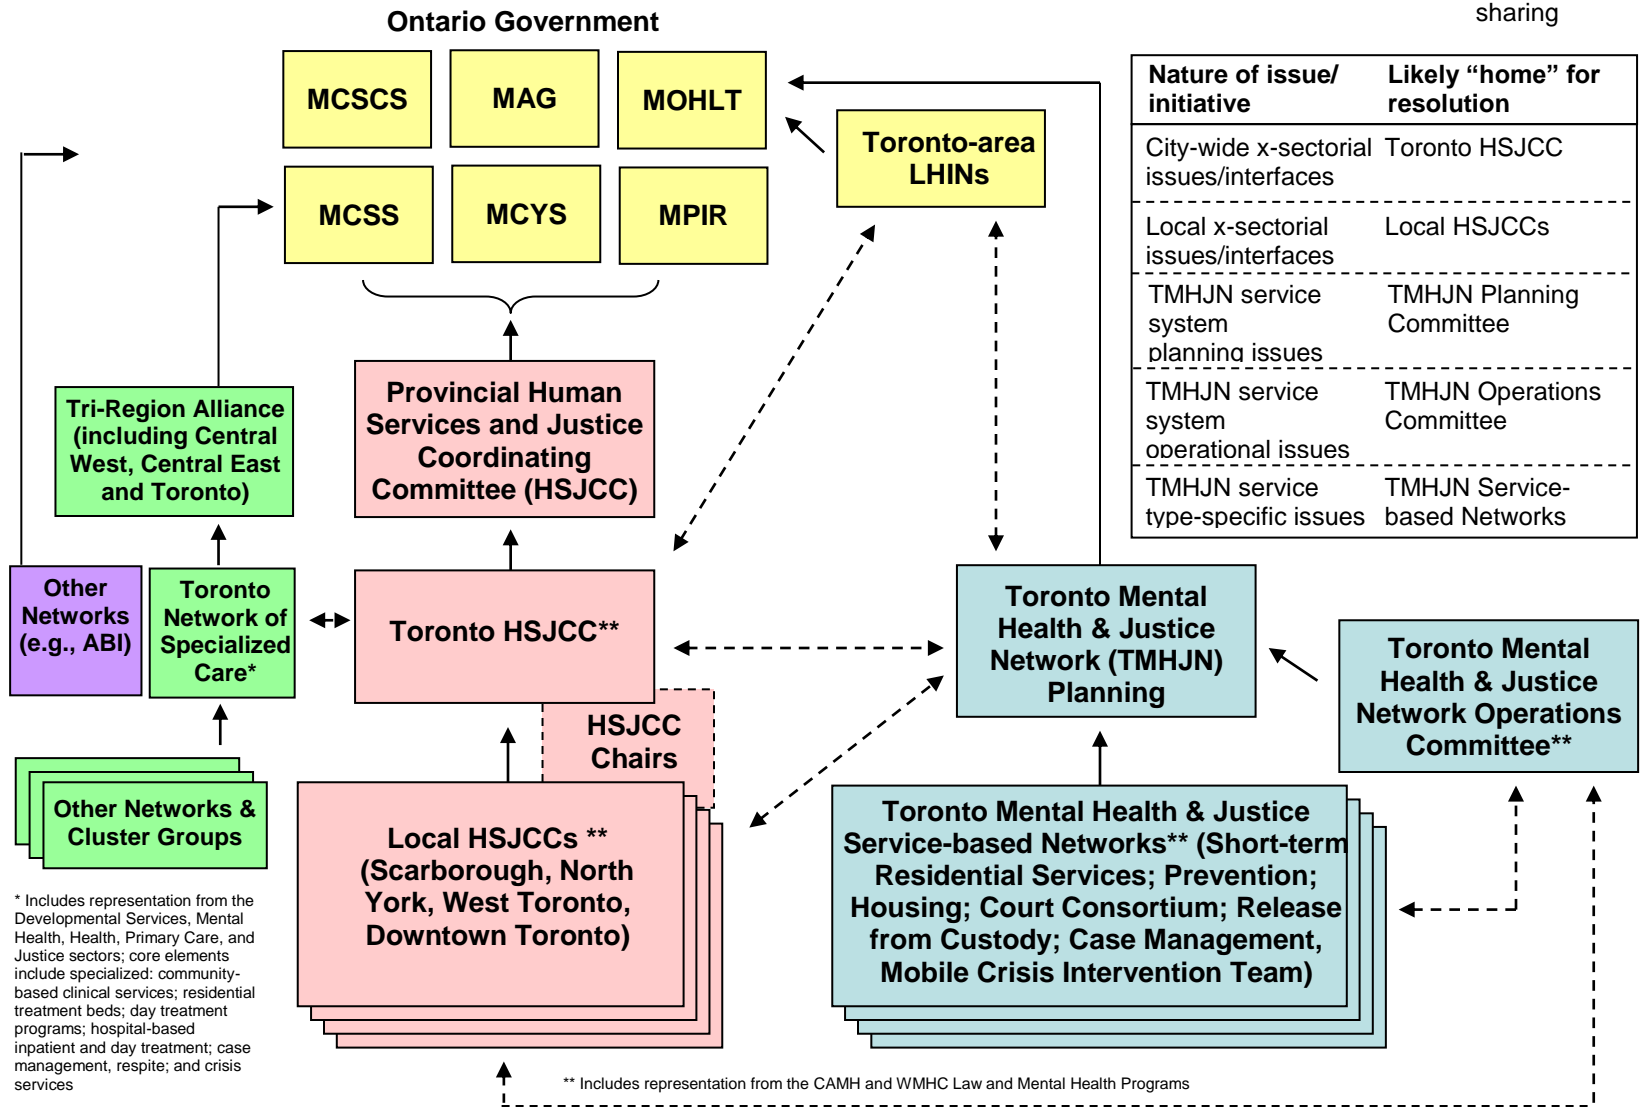 sharing
Ontario Government
MCSCS
MAG
MOHLT
MCSS
MCYS
MPIR
Toronto-area
LHINs
Nature of issue/
initiative
Likely “home” for
resolution
City-wide x-sectorial
issues/interfaces
Toronto HSJCC
Local x-sectorial
issues/interfaces
Local HSJCCs
TMHJN service
system
planning issues
TMHJN Planning
Committee
TMHJN service
system
operational issues
TMHJN Operations
Committee
TMHJN service
type-specific issues
TMHJN Service-
based Networks
Tri-Region Alliance
(including Central
West, Central East
and Toronto)
Provincial Human
Services and Justice
Coordinating
Committee (HSJCC)
Other
Networks
(e.g., ABI)
Toronto
Network of
Specialized
Care*
Toronto HSJCC**
Toronto Mental
Health & Justice
Network (TMHJN)
Planning
Toronto Mental
Health & Justice
Network Operations
Committee**
HSJCC
Chairs
Other Networks &
Cluster Groups
Local HSJCCs **
(Scarborough, North
York, West Toronto,
Downtown Toronto)
Toronto Mental Health & Justice
Service-based Networks** (Short-term
Residential Services; Prevention;
Housing; Court Consortium; Release
from Custody; Case Management,
Mobile Crisis Intervention Team)
* Includes representation from the
Developmental Services, Mental
Health, Health, Primary Care, and
Justice sectors; core elements
include specialized: community-
based clinical services; residential
treatment beds; day treatment
programs; hospital-based
inpatient and day treatment; case
management, respite; and crisis
services
** Includes representation from the CAMH and WMHC Law and Mental Health Programs